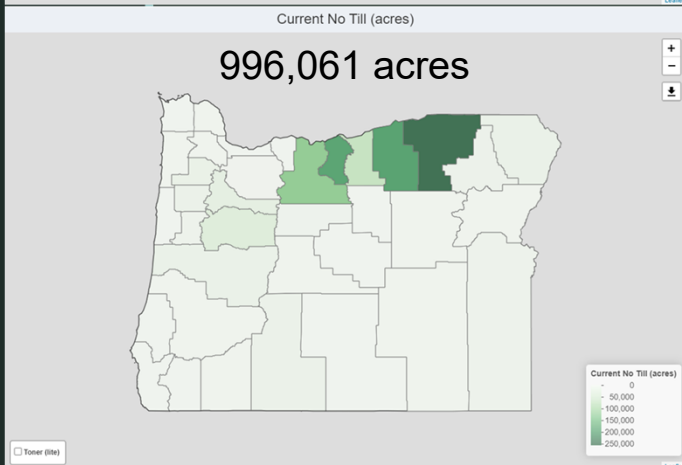 Current No Till (acres)
996,061 acres
+
−
Current No Till (acres)
- 0
50,000
100,000
150,000
200,000
250,000
Toner (lite)